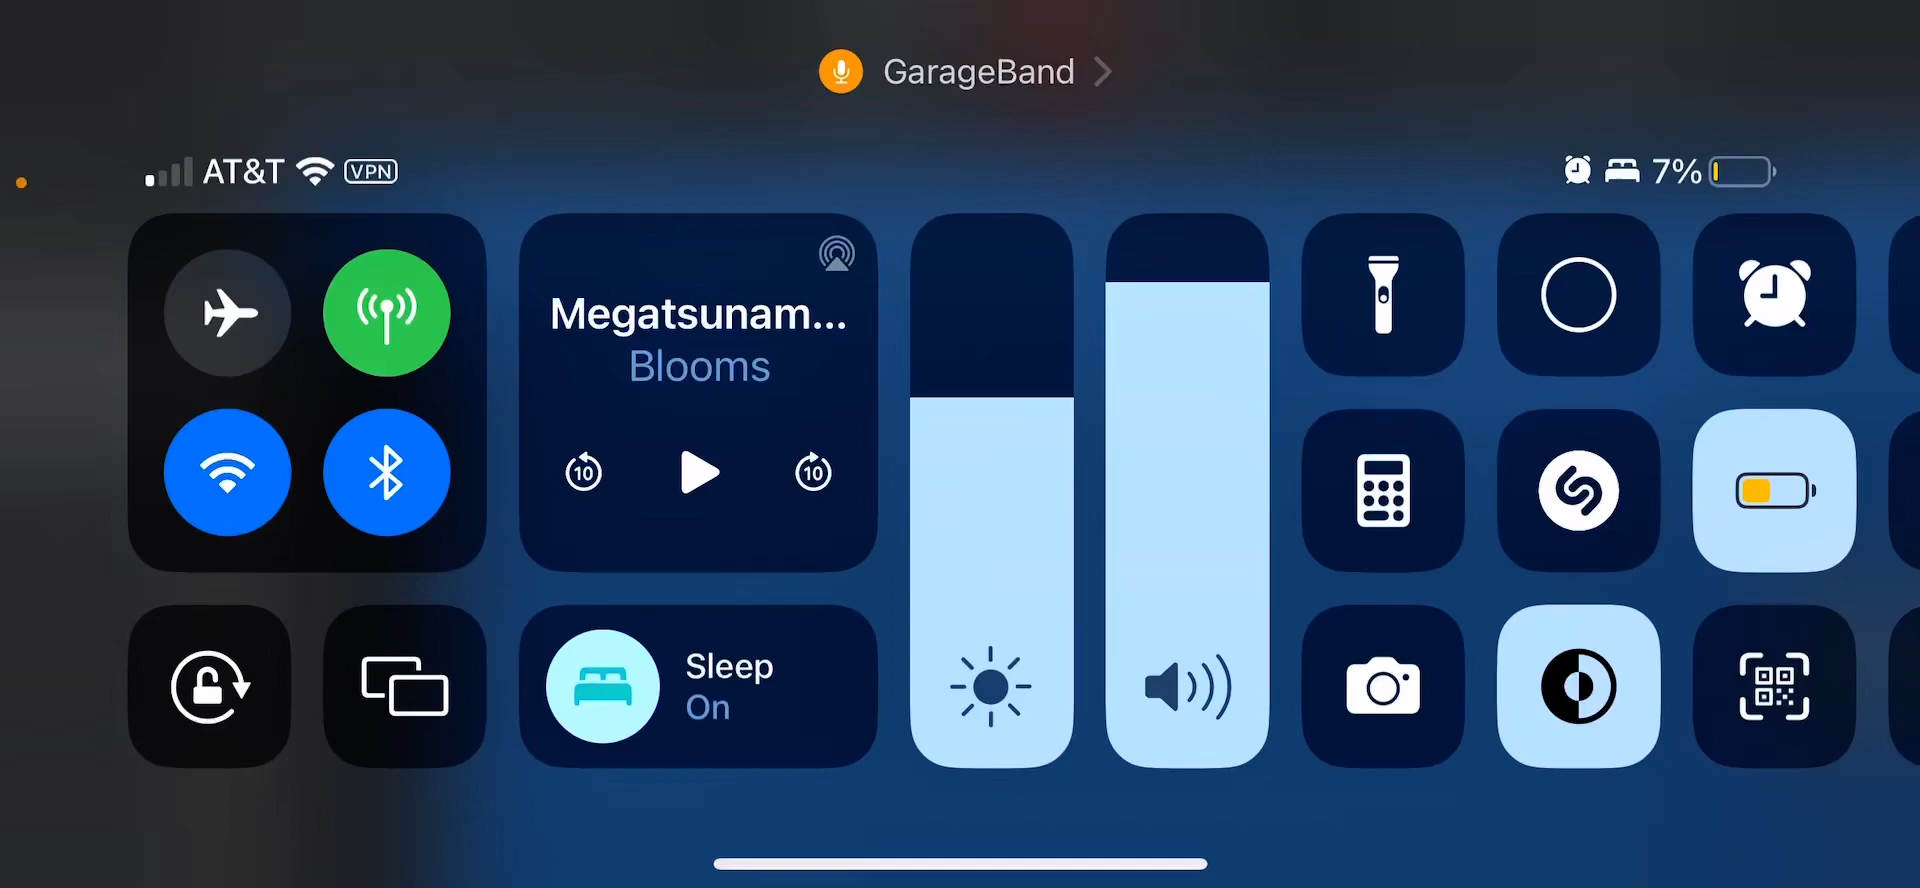 GarageBand
AT&T VPN
7%
Megatsunam...
Blooms
10 10
Sleep
On